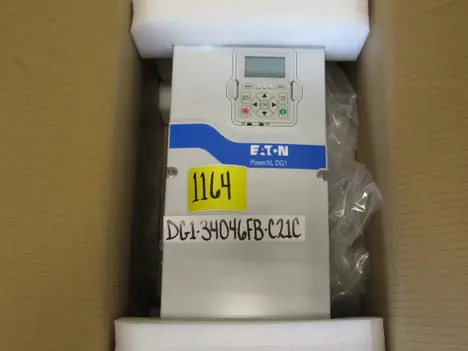 EATON
PowerXL DG1
1164
DG1-34046FB-C21C